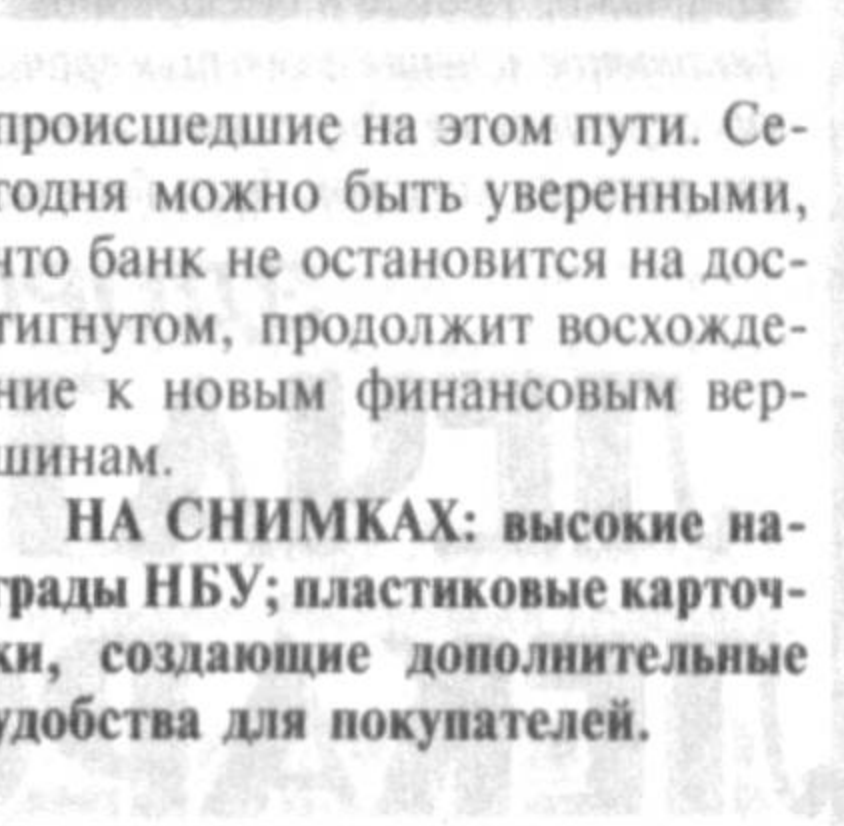 происшедшие на этом пути. Се-
годня можно быть уверенными,
что банк не остановится на дос-
тигнутом, продолжит восхожде-
ние к новым финансовым вер-
шинам.
НА СНИМКАХ: высокие на-
грады НБУ; пластиковые карточ-
ки, создающие дополнительные
удобства для покупателей.